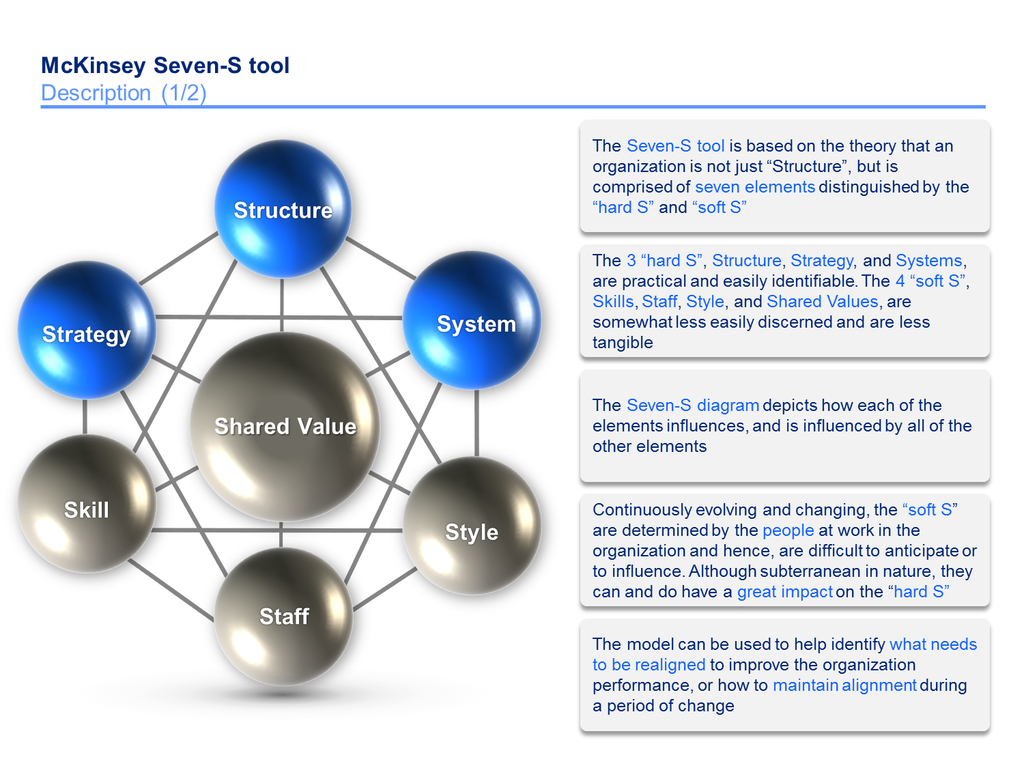 McKinsey Seven-S tool
Description (1/2)
Structure
Strategy
System
Shared Value
Skill
Style
Staff
The Seven-S tool is based on the theory that an
organization is not just “Structure”, but is
comprised of seven elements distinguished by the
“hard S” and “soft S”
The 3 “hard S”, Structure, Strategy, and Systems,
are practical and easily identifiable. The 4 “soft S”,
Skills, Staff, Style, and Shared Values, are
somewhat less easily discerned and are less
tangible
The Seven-S diagram depicts how each of the
elements influences, and is influenced by all of the
other elements
Continuously evolving and changing, the “soft S”
are determined by the people at work in the
organization and hence, are difficult to anticipate or
to influence. Although subterranean in nature, they
can and do have a great impact on the “hard S”
The model can be used to help identify what needs
to be realigned to improve the organization
performance, or how to maintain alignment during
a period of change